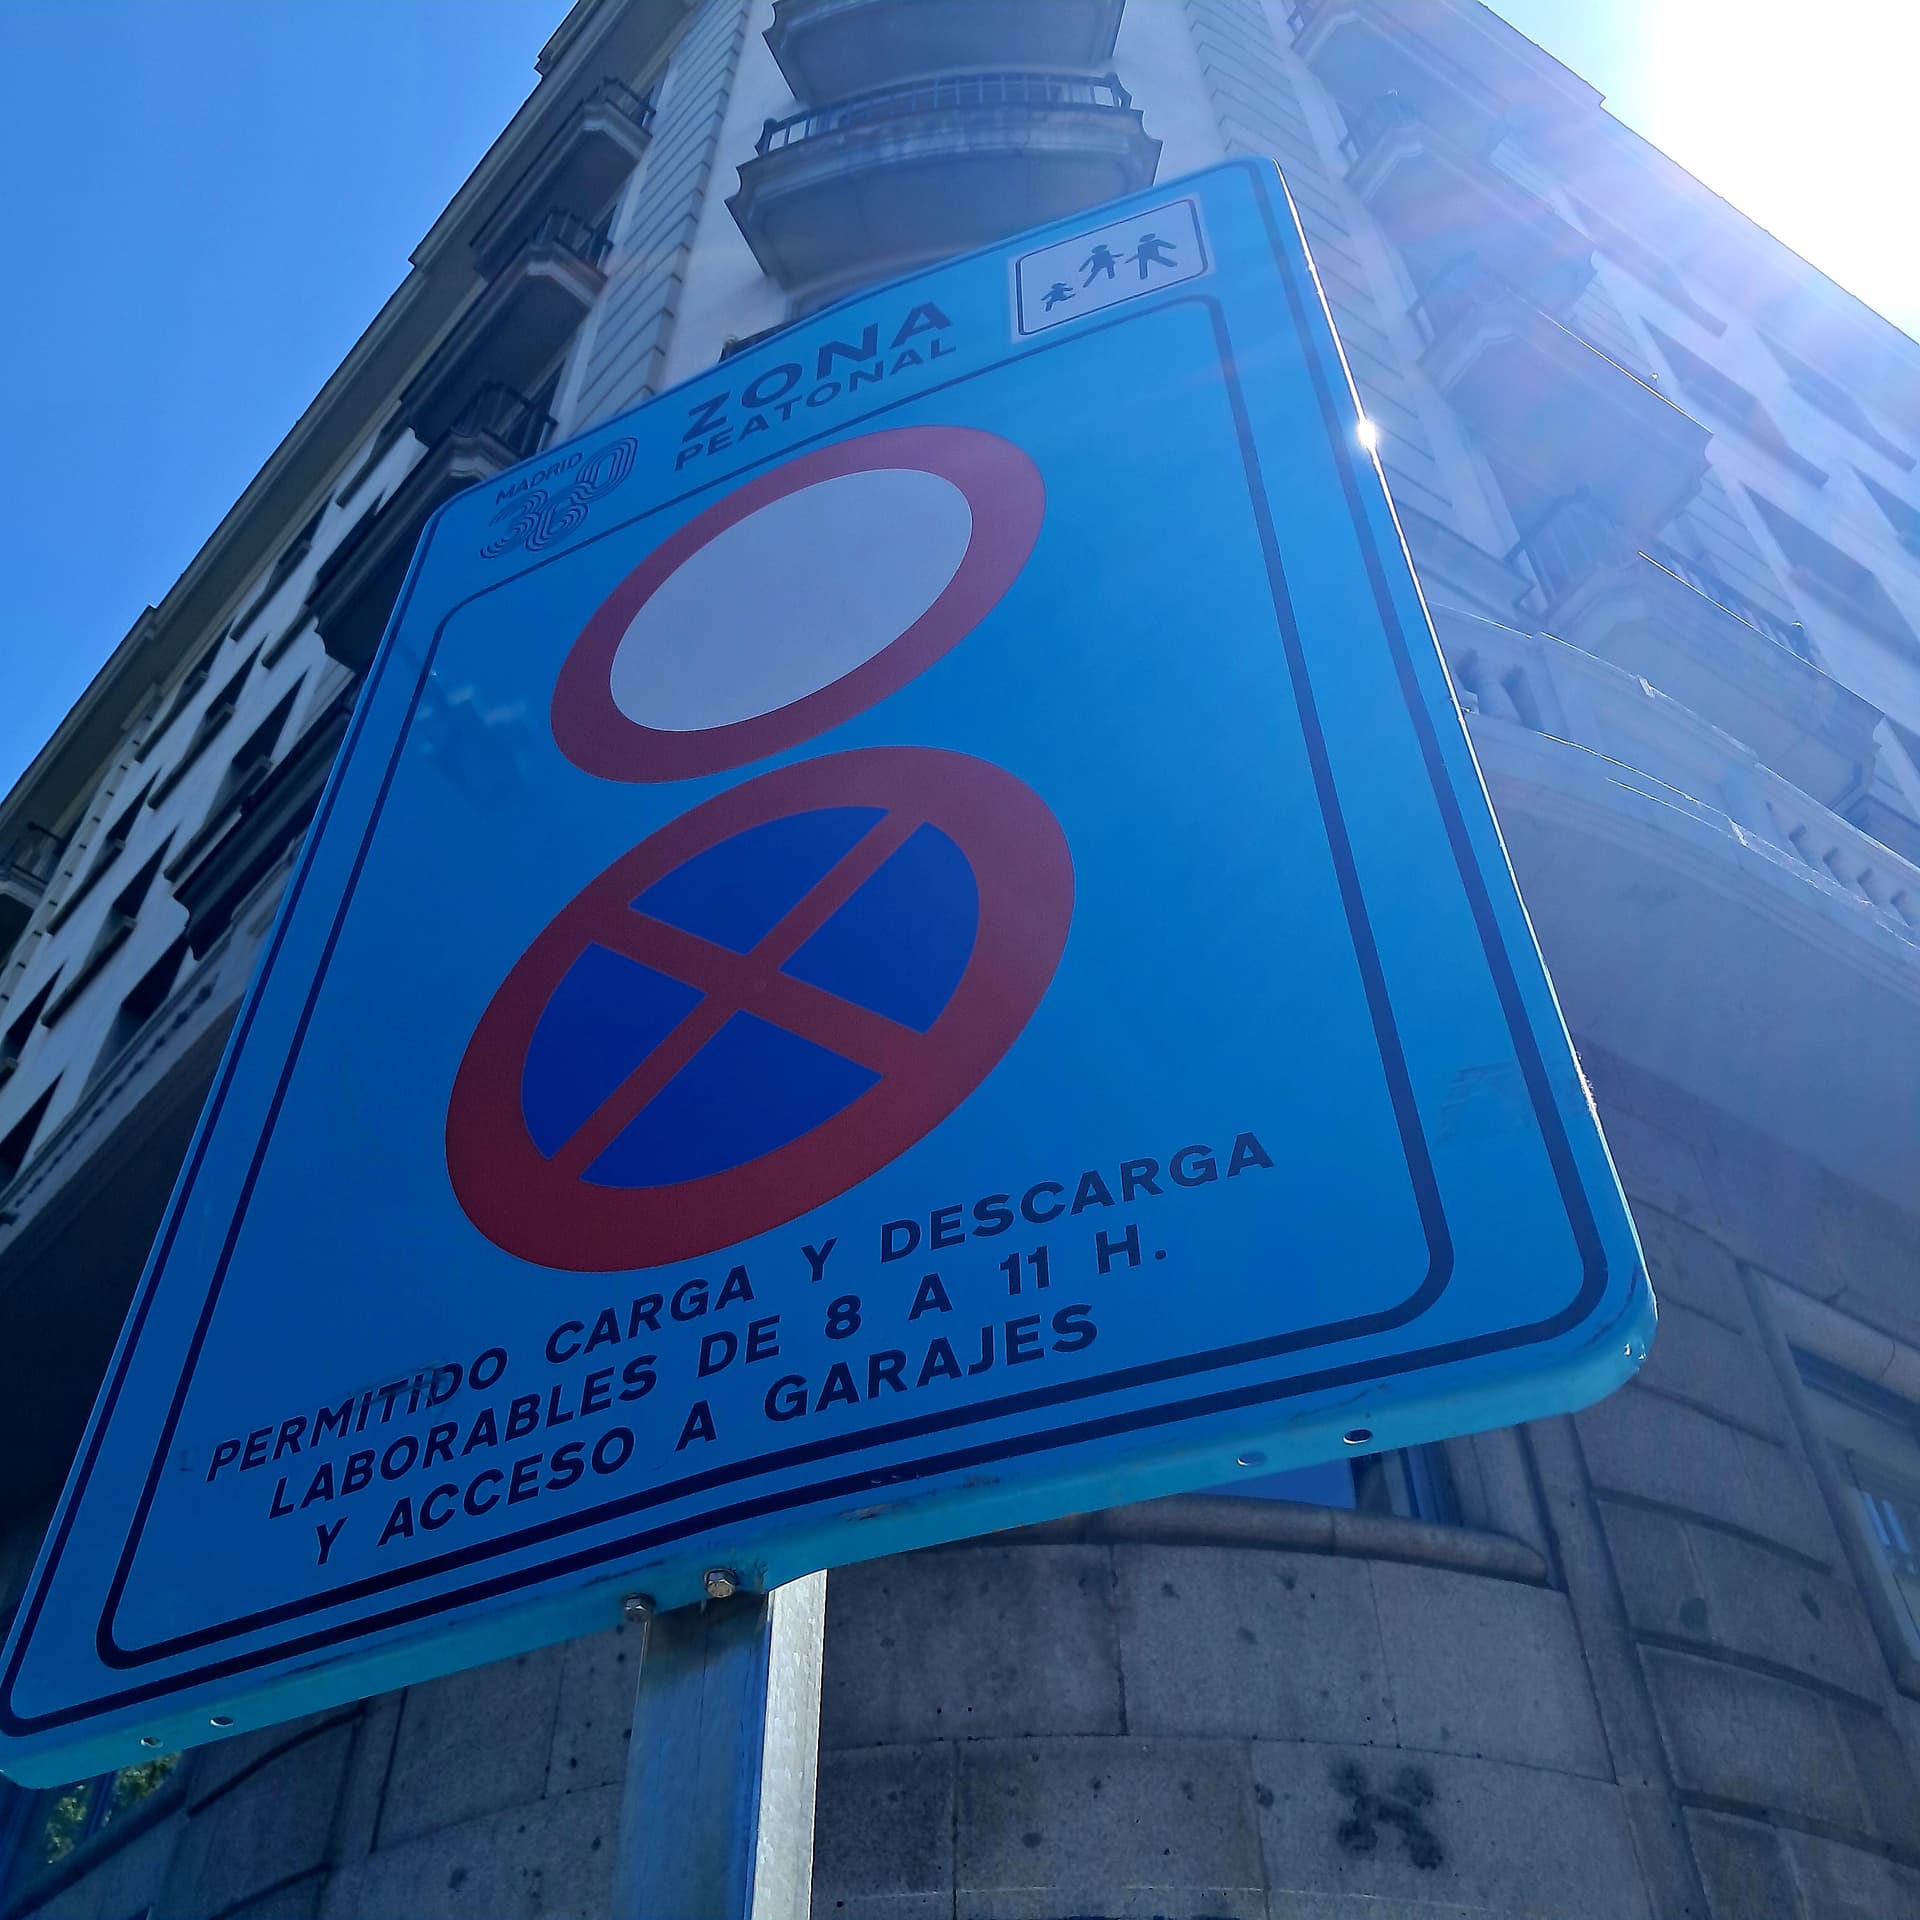 MADRID
360
ZONA
PEATONAL
PERMITIDO CARGA Y DESCARGA
LABORABLES DE 8 A 11 H.
Y ACCESO A GARAJES